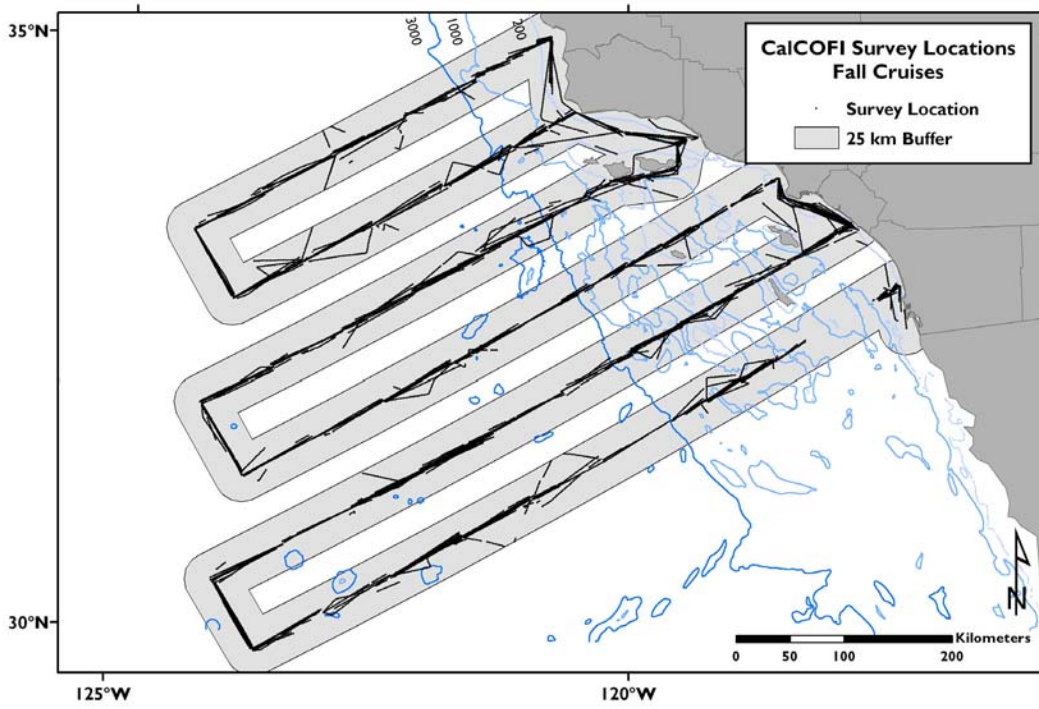 35°N
3000
1000
200
CalCOFI Survey Locations
Fall Cruises
Survey Location
25 km Buffer
N
30°N
Kilometers
0 50 100 200
125°W
120°W